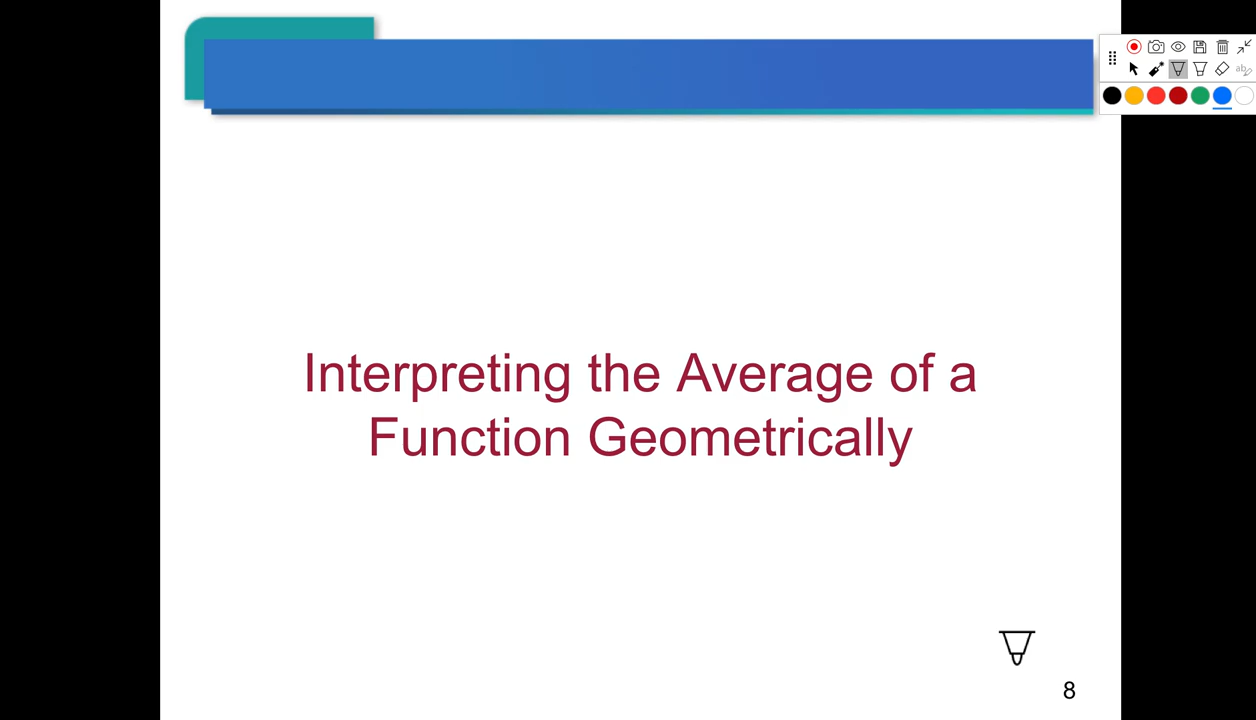 Interpreting the Average of a
Function Geometrically
8